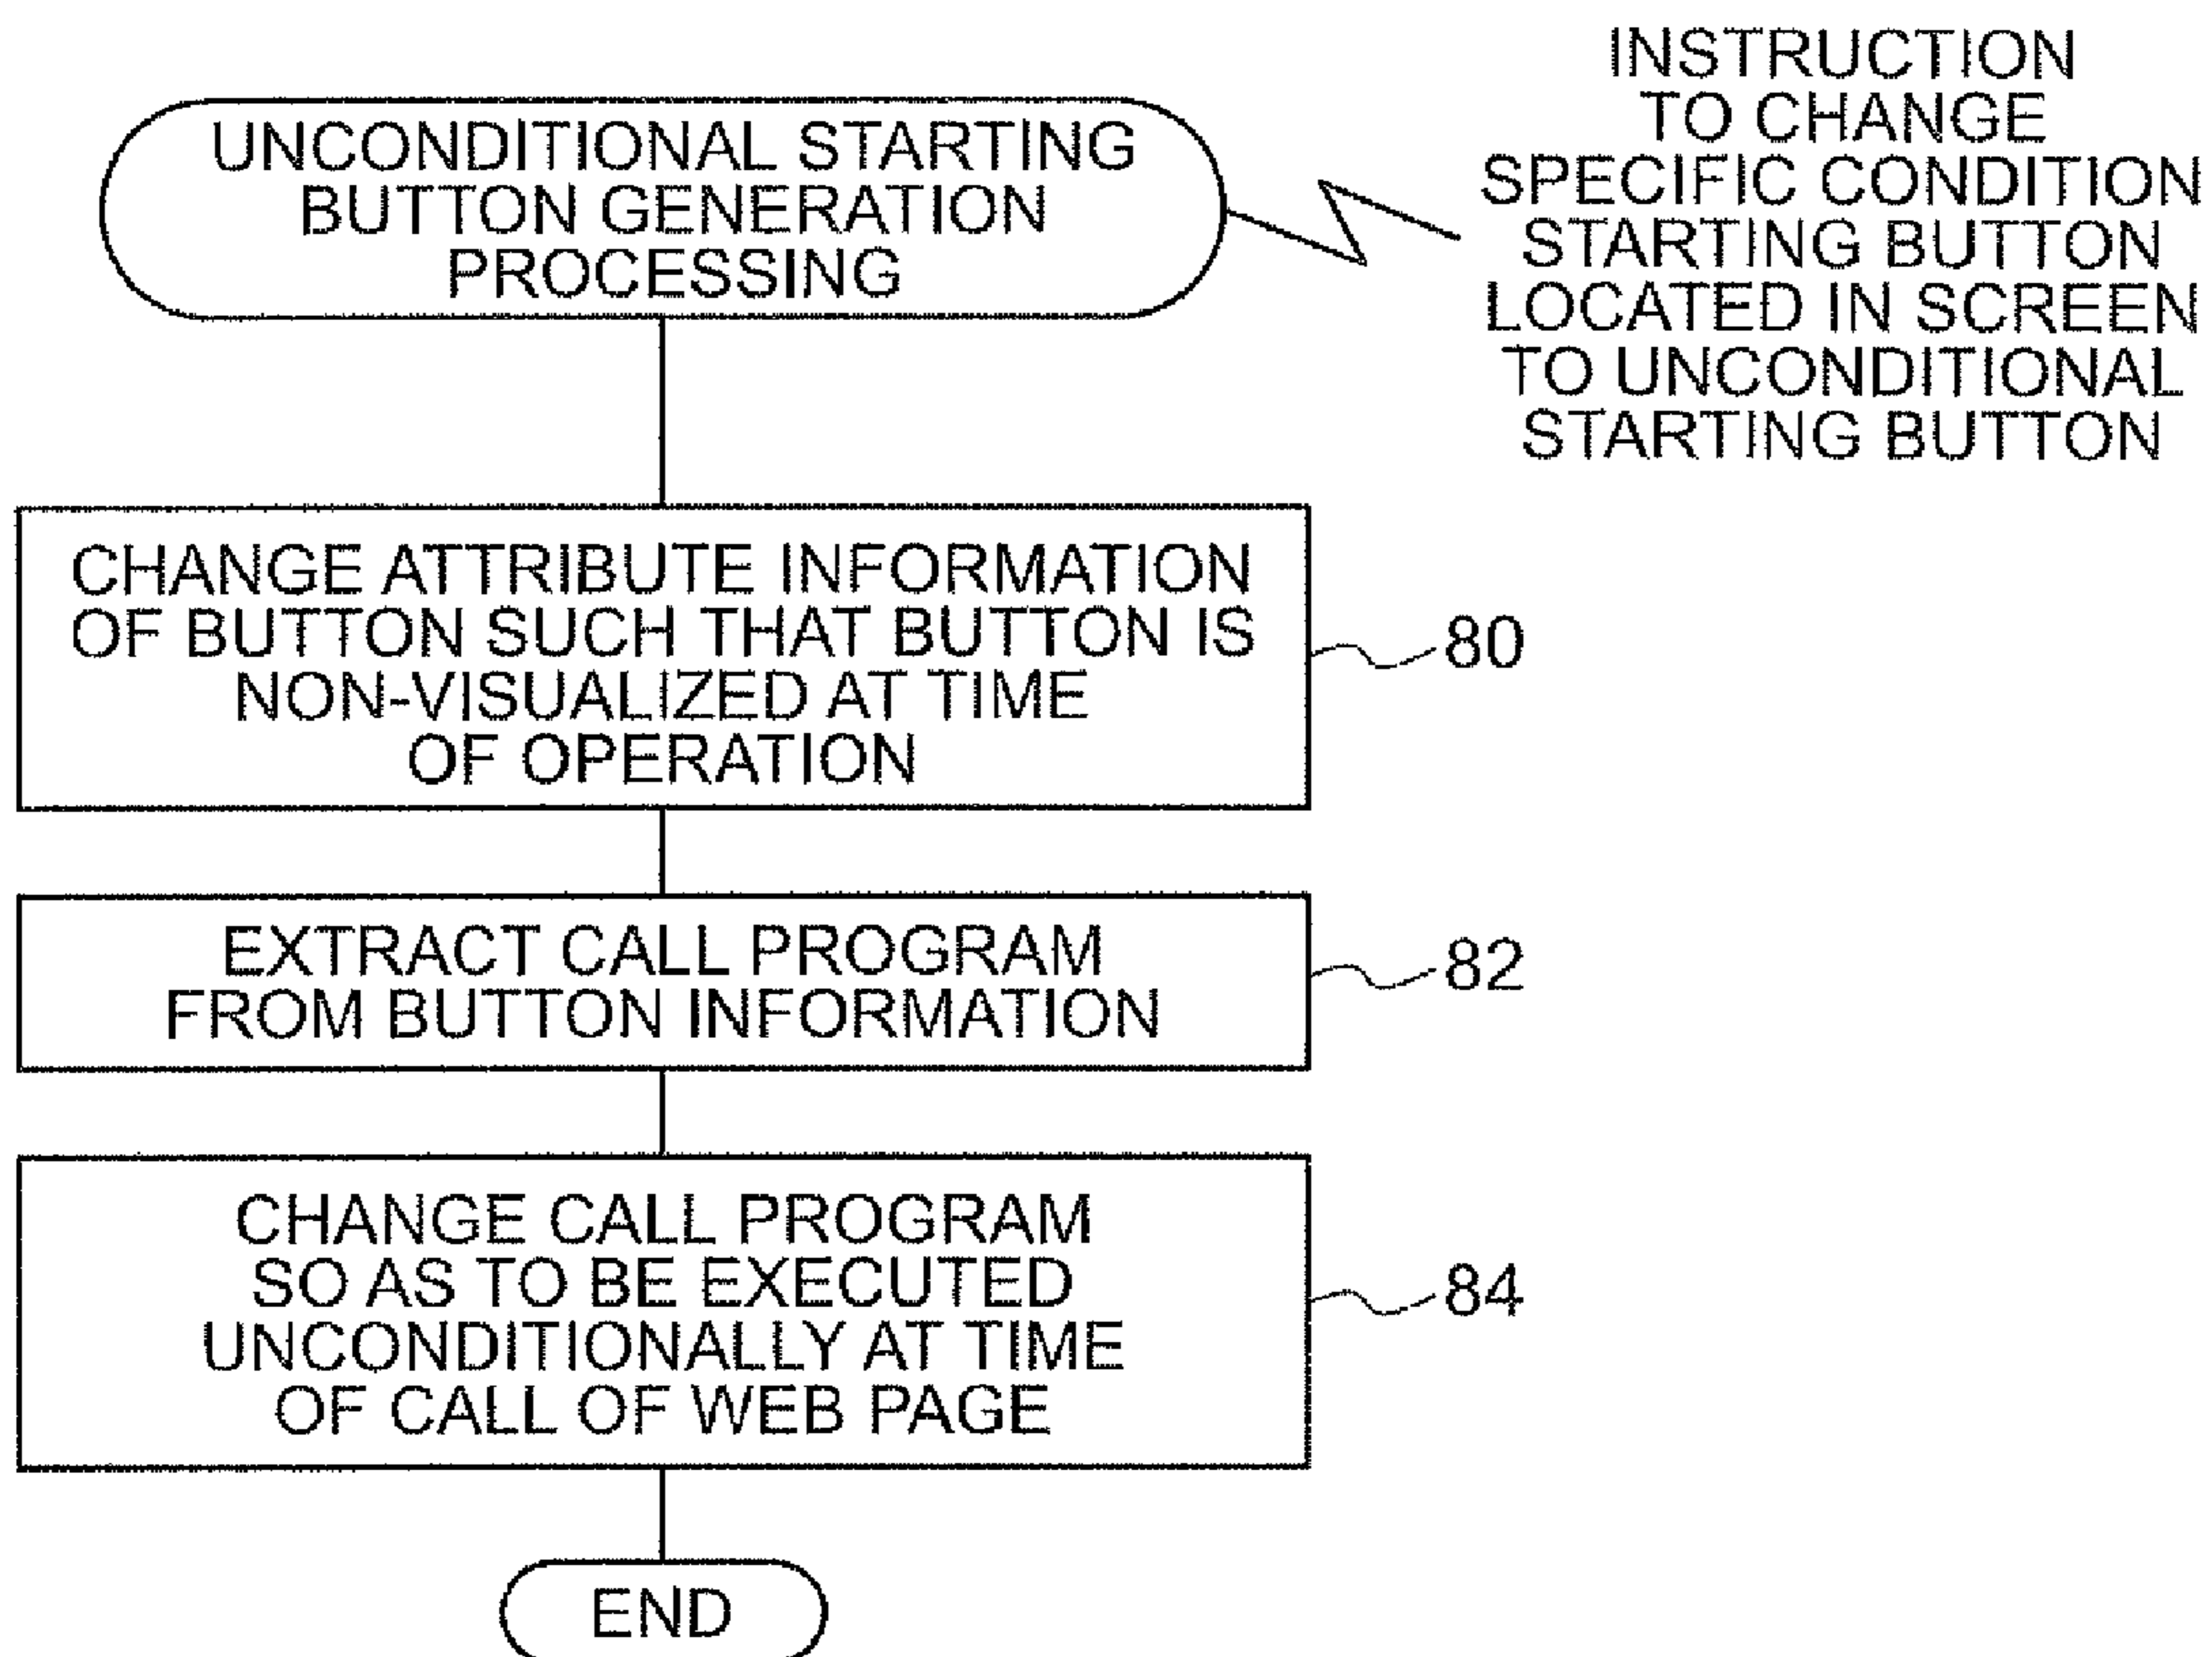 UNCONDITIONAL STARTING
BUTTON GENERATION
PROCESSING
INSTRUCTION
TO CHANGE
SPECIFIC CONDITION
STARTING BUTTON
LOCATED IN SCREEN
TO UNCONDITIONAL
STARTING BUTTON
CHANGE ATTRIBUTE INFORMATION
OF BUTTON SUCH THAT BUTTON IS
NON-VISUALIZED AT TIME
OF OPERATION
80
EXTRACT CALL PROGRAM
FROM BUTTON INFORMATION
82
CHANGE CALL PROGRAM
SO AS TO BE EXECUTED
UNCONDITIONALLY AT TIME
OF CALL OF WEB PAGE
84
END